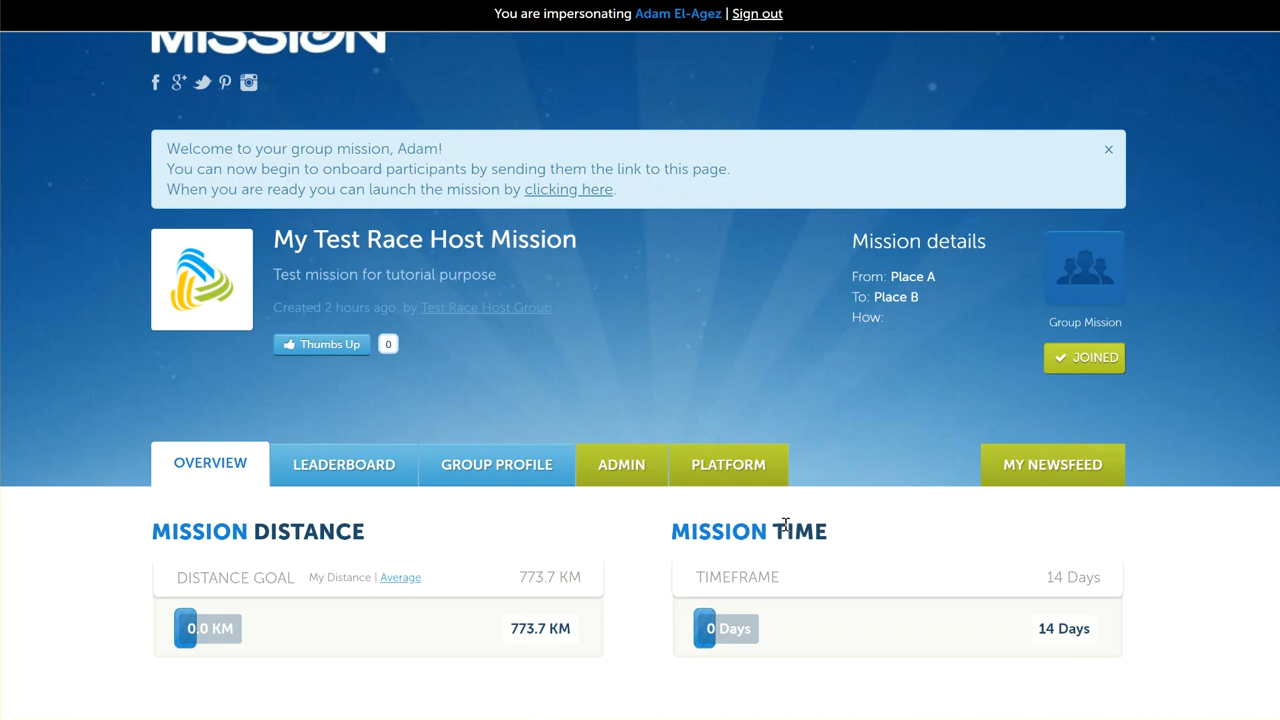 You are impersonating Adam El-Agez | Sign out
MISSION
Welcome to your group mission, Adam!
You can now begin to onboard participants by sending them the link to this page.
When you are ready you can launch the mission by clicking here.
My Test Race Host Mission
Test mission for tutorial purpose
Created 2 hours ago, by Test Race Host Group
Thumbs Up 0
Mission details
From: Place A
To: Place B
How:
Group Mission
JOINED
OVERVIEW LEADERBOARD GROUP PROFILE ADMIN PLATFORM MY NEWSFEED
MISSION DISTANCE
DISTANCE GOAL My Distance | Average 773.7 KM
0.0 KM 773.7 KM
MISSION TIME
TIMEFRAME 14 Days
0 Days 14 Days